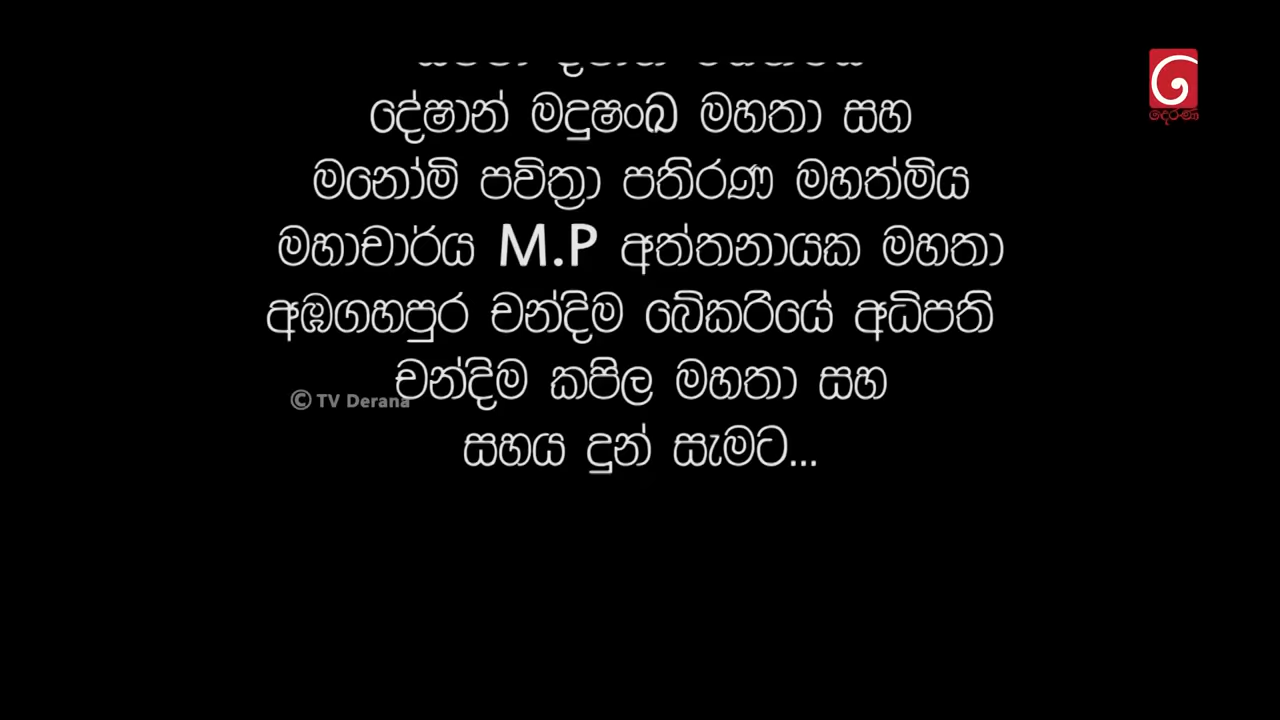 දේෂාන් මදුෂංඛ මහතා සහ
මනෝමි පවිත්‍රා පතිරණ මහත්මිය
මහාචාර්ය M.P අත්තනායක මහතා
අඹගහපුර චන්දිම බේකරියේ අධිපති
චන්දිම කපිල මහතා සහ
සහය දුන් සැමට...
© TV Derana
දෙරණ